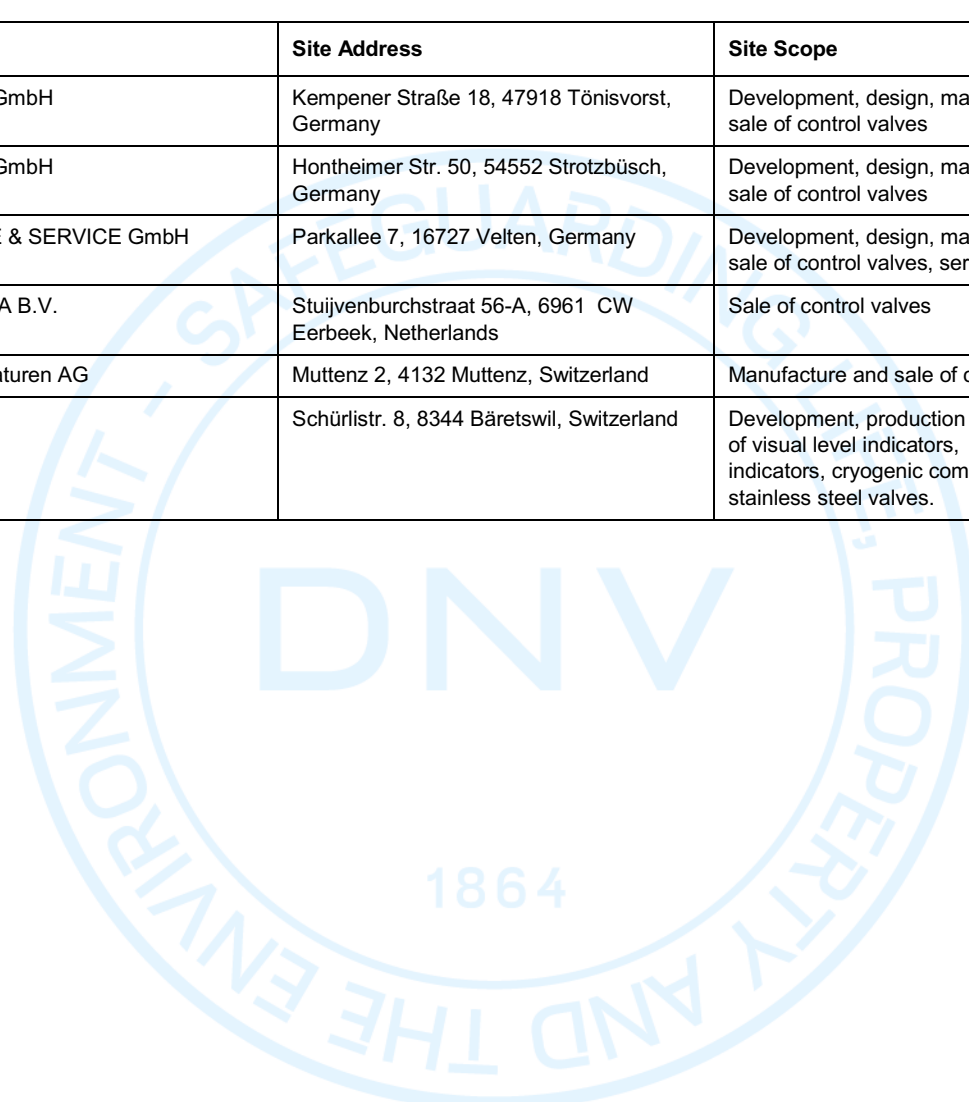 Site Address
Site Scope
GmbH
Kempener Straße 18, 47918 Tönisvorst,
Germany
Development, design, ma
sale of control valves
GmbH
Hontheimer Str. 50, 54552 Strotzbüsch,
Germany
Development, design, ma
sale of control valves
& SERVICE GmbH
Parkallee 7, 16727 Velten, Germany
Development, design, ma
sale of control valves, ser
A B.V.
Stuijvenburchstraat 56-A, 6961 CW
Eerbeek, Netherlands
Sale of control valves
aturen AG
Muttenz 2, 4132 Muttenz, Switzerland
Manufacture and sale of c
Schürlistr. 8, 8344 Bäretswil, Switzerland
Development, production
of visual level indicators,
indicators, cryogenic com
stainless steel valves.
SAFEGUARDING LIFE, PROPERTY AND THE ENVIRONMENT -
DNV
1864